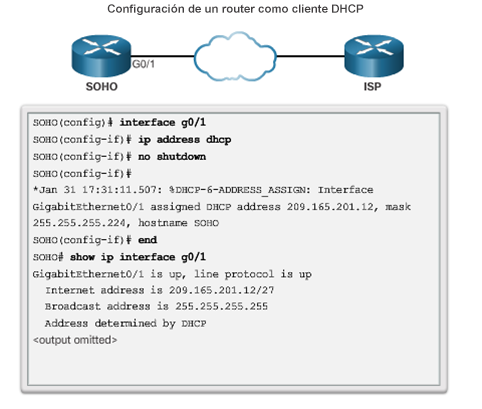 Configuración de un router como cliente DHCP
G0/1
SOHO
ISP
SOHO(config)# interface g0/1
SOHO(config-if)# ip address dhcp
SOHO(config-if)# no shutdown
SOHO(config-if)#
*Jan 31 17:31:11.507: %DHCP-6-ADDRESS_ASSIGN: Interface
GigabitEthernet0/1 assigned DHCP address 209.165.201.12, mask
255.255.255.224, hostname SOHO
SOHO(config-if)# end
SOHO# show ip interface g0/1
GigabitEthernet0/1 is up, line protocol is up
Internet address is 209.165.201.12/27
Broadcast address is 255.255.255.255
Address determined by DHCP
<output omitted>